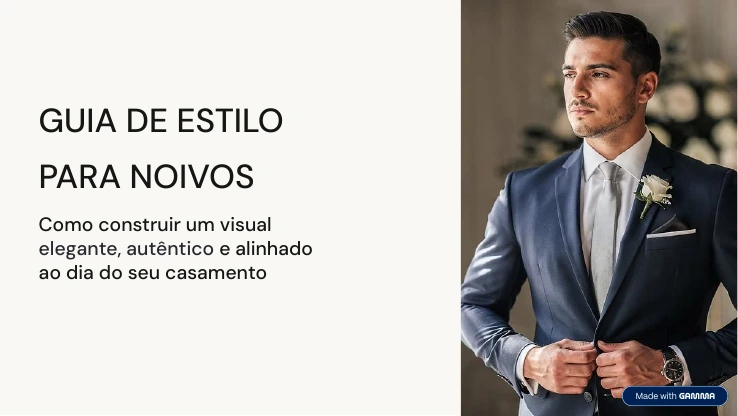 GUIA DE ESTILO
PARA NOIVOS
Como construir um visual
elegante, autêntico e alinhado
ao dia do seu casamento
Made with GAMMA